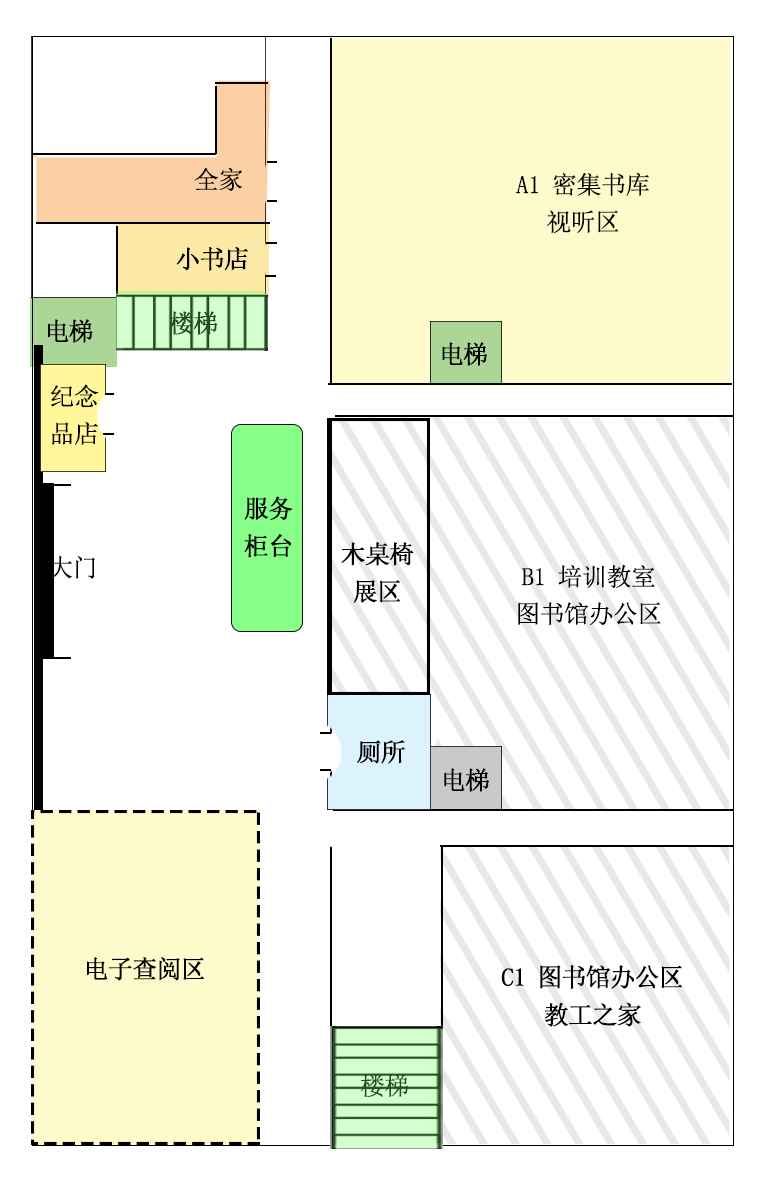 全家
A1 密集书库
视听区
小书店
楼梯
电梯
电梯
纪念
品店
服务
柜台
大门
木桌椅
展区
B1 培训教室
图书馆办公区
厕所
电梯
电子查阅区
C1 图书馆办公区
教工之家
楼梯